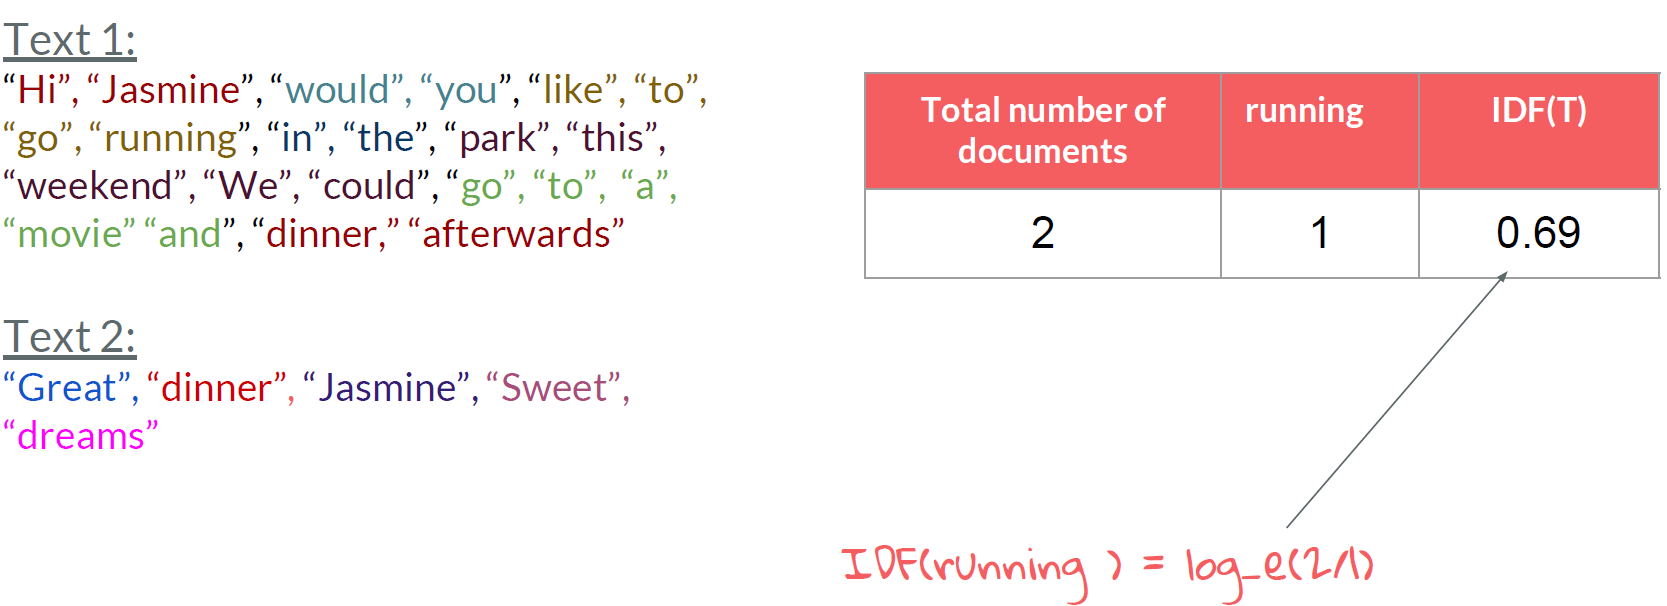 Text 1:
“Hi”, “Jasmine”, “would”, “you”, “like”, “to”,
“go”, “running”, “in”, “the”, “park”, “this”,
“weekend”, “We”, “could”, “go”, “to”, “a”,
“movie” “and”, “dinner,” “afterwards”
Text 2:
“Great”, “dinner”, “Jasmine”, “Sweet”,
“dreams”
Total number of
documents
running
IDF(T)
2
1
0.69
IDF(running ) = log_e(2/1)